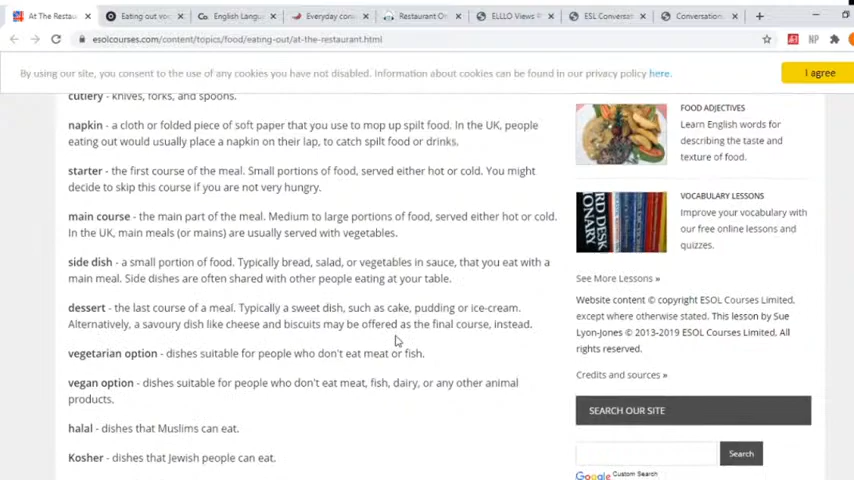 At The Restau
Eating out voc
English Langu
Everyday con
Restaurant O
ELLLO Views
ESL Conversat
Conversation
esolcourses.com/content/topics/food/eating-out/at-the-restaurant.html
NP
By using our site, you consent to the use of any cookies you have not disabled. Information about cookies can be found in our privacy policy here.
I agree
cutlery - knives, forks, and spoons.
napkin - a cloth or folded piece of soft paper that you use to mop up spilt food. In the UK, people
eating out would usually place a napkin on their lap, to catch spilt food or drinks.
starter - the first course of the meal. Small portions of food, served either hot or cold. You might
decide to skip this course if you are not very hungry.
main course - the main part of the meal. Medium to large portions of food, served either hot or cold.
In the UK, main meals (or mains) are usually served with vegetables.
side dish - a small portion of food. Typically bread, salad, or vegetables in sauce, that you eat with a
main meal. Side dishes are often shared with other people eating at your table.
dessert - the last course of a meal. Typically a sweet dish, such as cake, pudding or ice-cream.
Alternatively, a savoury dish like cheese and biscuits may be offered as the final course, instead.
vegetarian option - dishes suitable for people who don't eat meat or fish.
vegan option - dishes suitable for people who don't eat meat, fish, dairy, or any other animal
products.
halal - dishes that Muslims can eat.
Kosher - dishes that Jewish people can eat.
FOOD ADJECTIVES
Learn English words for
describing the taste and
texture of food.
RD DESK
IONARY
VOCABULARY LESSONS
Improve your vocabulary with
our free online lessons and
quizzes.
See More Lessons »
Website content © copyright ESOL Courses Limited,
except where otherwise stated. This lesson by Sue
Lyon-Jones © 2013-2019 ESOL Courses Limited, All
rights reserved.
Credits and sources »
SEARCH OUR SITE
Search
Google Custom Search